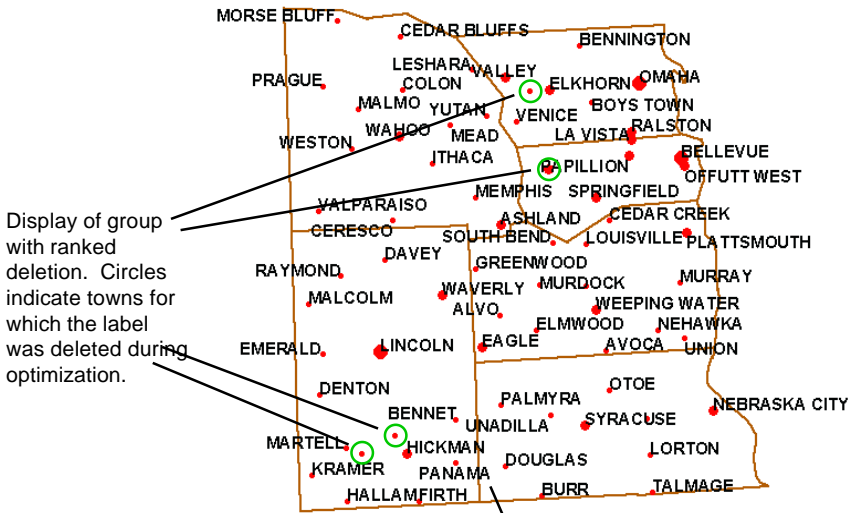 MORSE BLUFF
CEDAR BLUFFS
BENNINGTON
LESHARA
VALLEY
PRAGUE
COLON
ELKHORN
OMAHA
MALMO
YUTAN
VENICE
BOYS TOWN
WAHOO
MEAD
LA VISTA
RALSTON
WESTON
ITHACA
PAPILLION
BELLEVUE
OFFUTT WEST
MEMPHIS
SPRINGFIELD
VALPARAISO
CERESCO
ASHLAND
CEDAR CREEK
SOUTH BEND
LOUISVILLE
PLATTSMOUTH
Display of group
with ranked
deletion. Circles
indicate towns for
which the label
was deleted during
optimization.
DAVEY
RAYMOND
GREENWOOD
MALCOLM
WAVERLY
MURDOCK
MURRAY
ALVO
WEEPING WATER
ELMWOOD
NEHAWKA
EMERALD
LINCOLN
EAGLE
AVOCA
UNION
DENTON
OTOE
BENNET
PALMYRA
NEBRASKA CITY
UNADILLA
SYRACUSE
MARTELL
HICKMAN
LORTON
KRAMER
PANAMA
DOUGLAS
HALLAM
FIRTH
BURR
TALMAGE